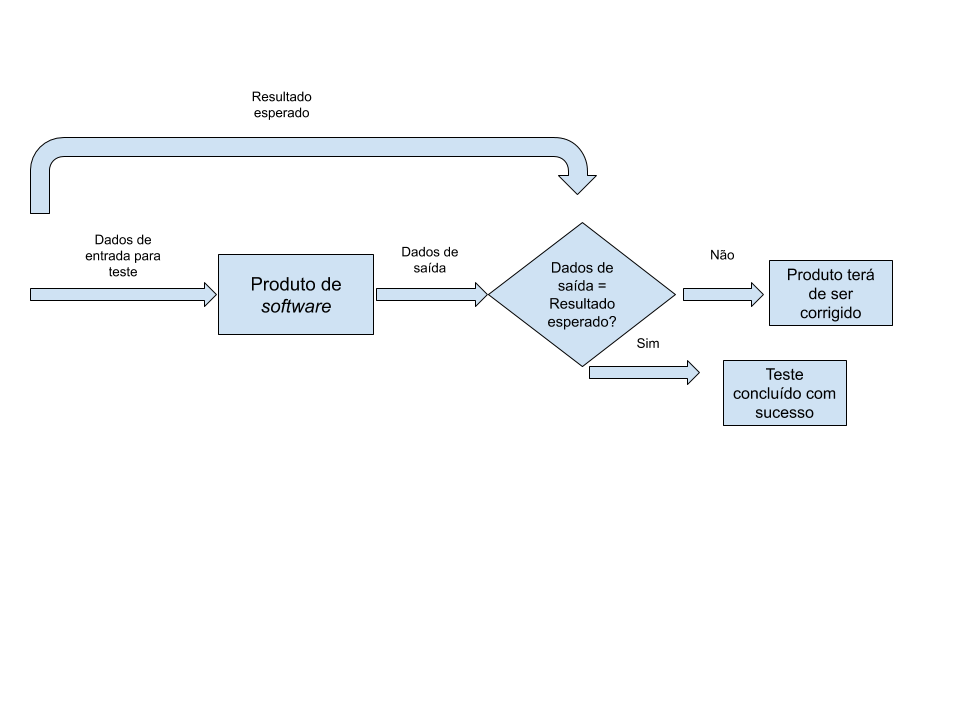 Resultado
esperado
Dados de
entrada para
teste
Produto de
software
Dados de
saída
Dados de
saída =
Resultado
esperado?
Não
Produto terá
de ser
corrigido
Sim
Teste
concluído com
sucesso